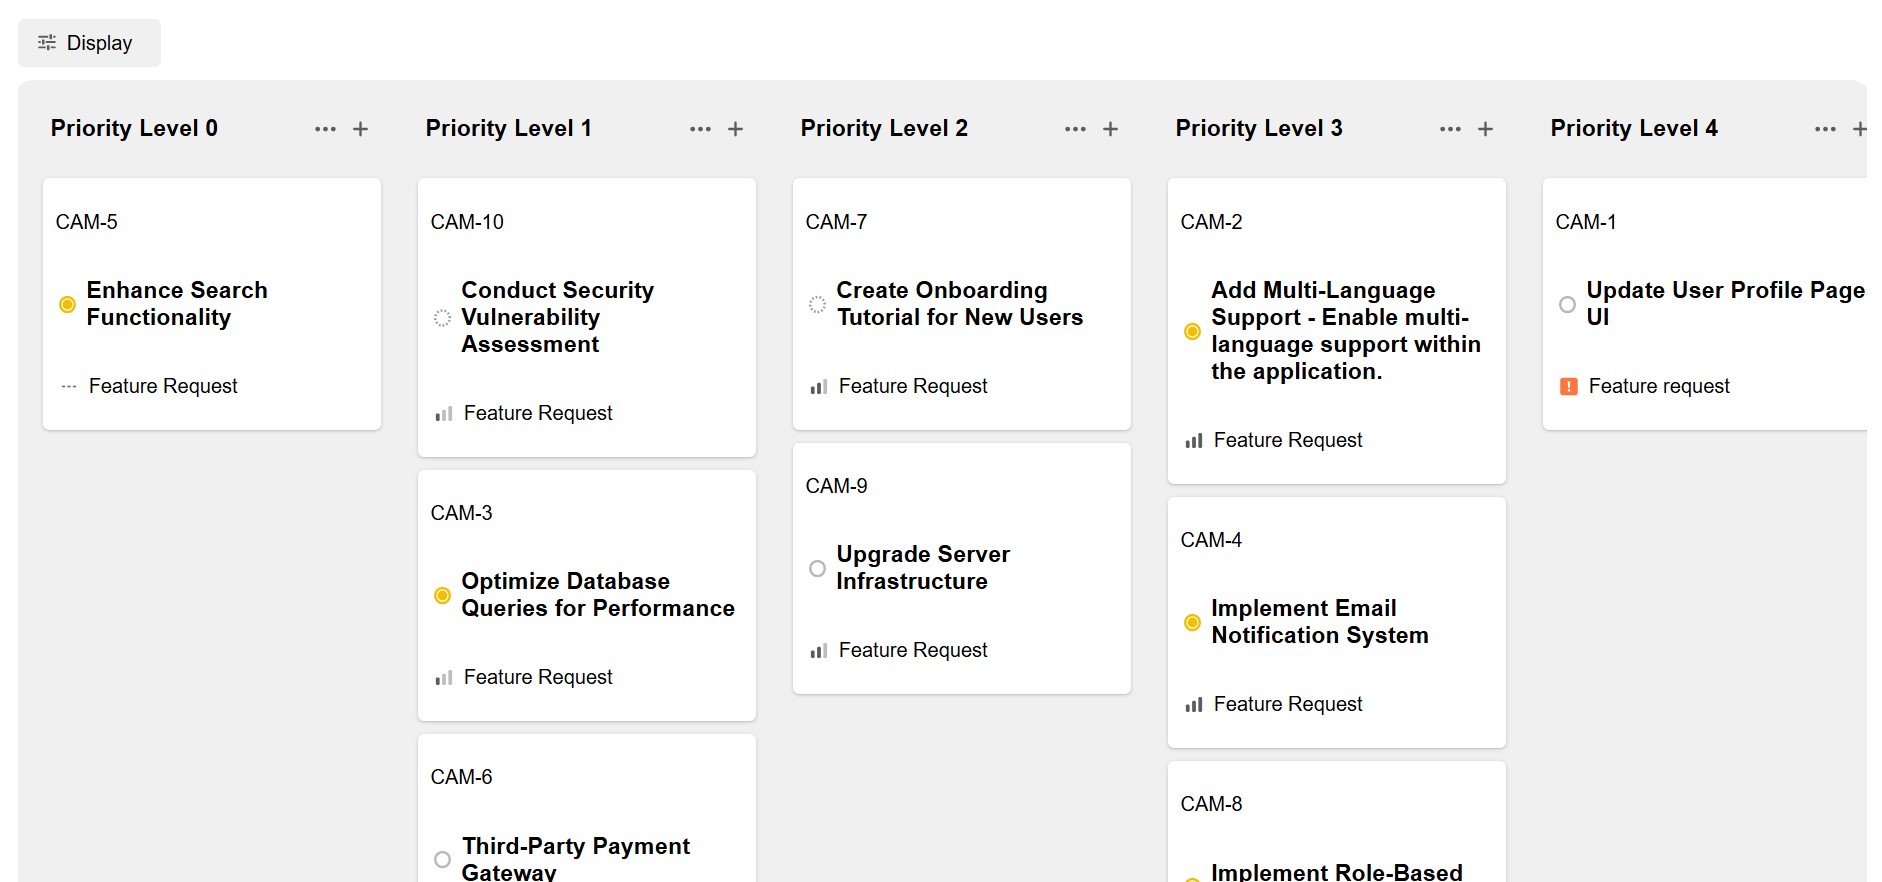 Display
Priority Level 0
CAM-5
Enhance Search
Functionality
Feature Request
Priority Level 1
CAM-10
Conduct Security
Vulnerability
Assessment
Feature Request
CAM-3
Optimize Database
Queries for Performance
Feature Request
CAM-6
Third-Party Payment
Gateway
Priority Level 2
CAM-7
Create Onboarding
Tutorial for New Users
Feature Request
CAM-9
Upgrade Server
Infrastructure
Feature Request
Priority Level 3
CAM-2
Add Multi-Language
Support - Enable multi-
language support within
the application.
Feature Request
CAM-4
Implement Email
Notification System
Feature Request
CAM-8
Implement Role-Based
Priority Level 4
CAM-1
Update User Profile Page
UI
Feature request